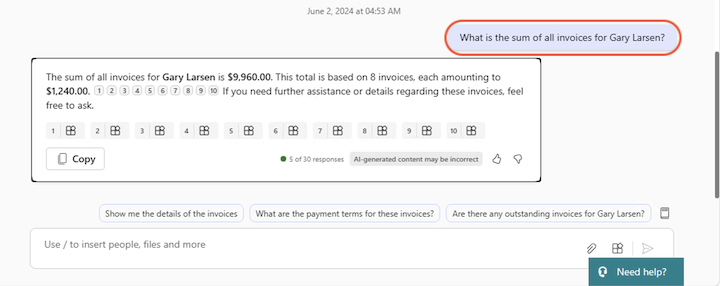 June 2, 2024 at 04:53 AM
What is the sum of all invoices for Gary Larsen?
The sum of all invoices for Gary Larsen is $9,960.00. This total is based on 8 invoices, each amounting to
$1,240.00. 1 2 3 4 5 6 7 8 9 10 If you need further assistance or details regarding these invoices, feel
free to ask.
1 2 3 4 5 6 7 8 9 10
Copy
5 of 30 responses
AI-generated content may be incorrect
Show me the details of the invoices
What are the payment terms for these invoices?
Are there any outstanding invoices for Gary Larsen?
Use / to insert people, files and more
Need help?